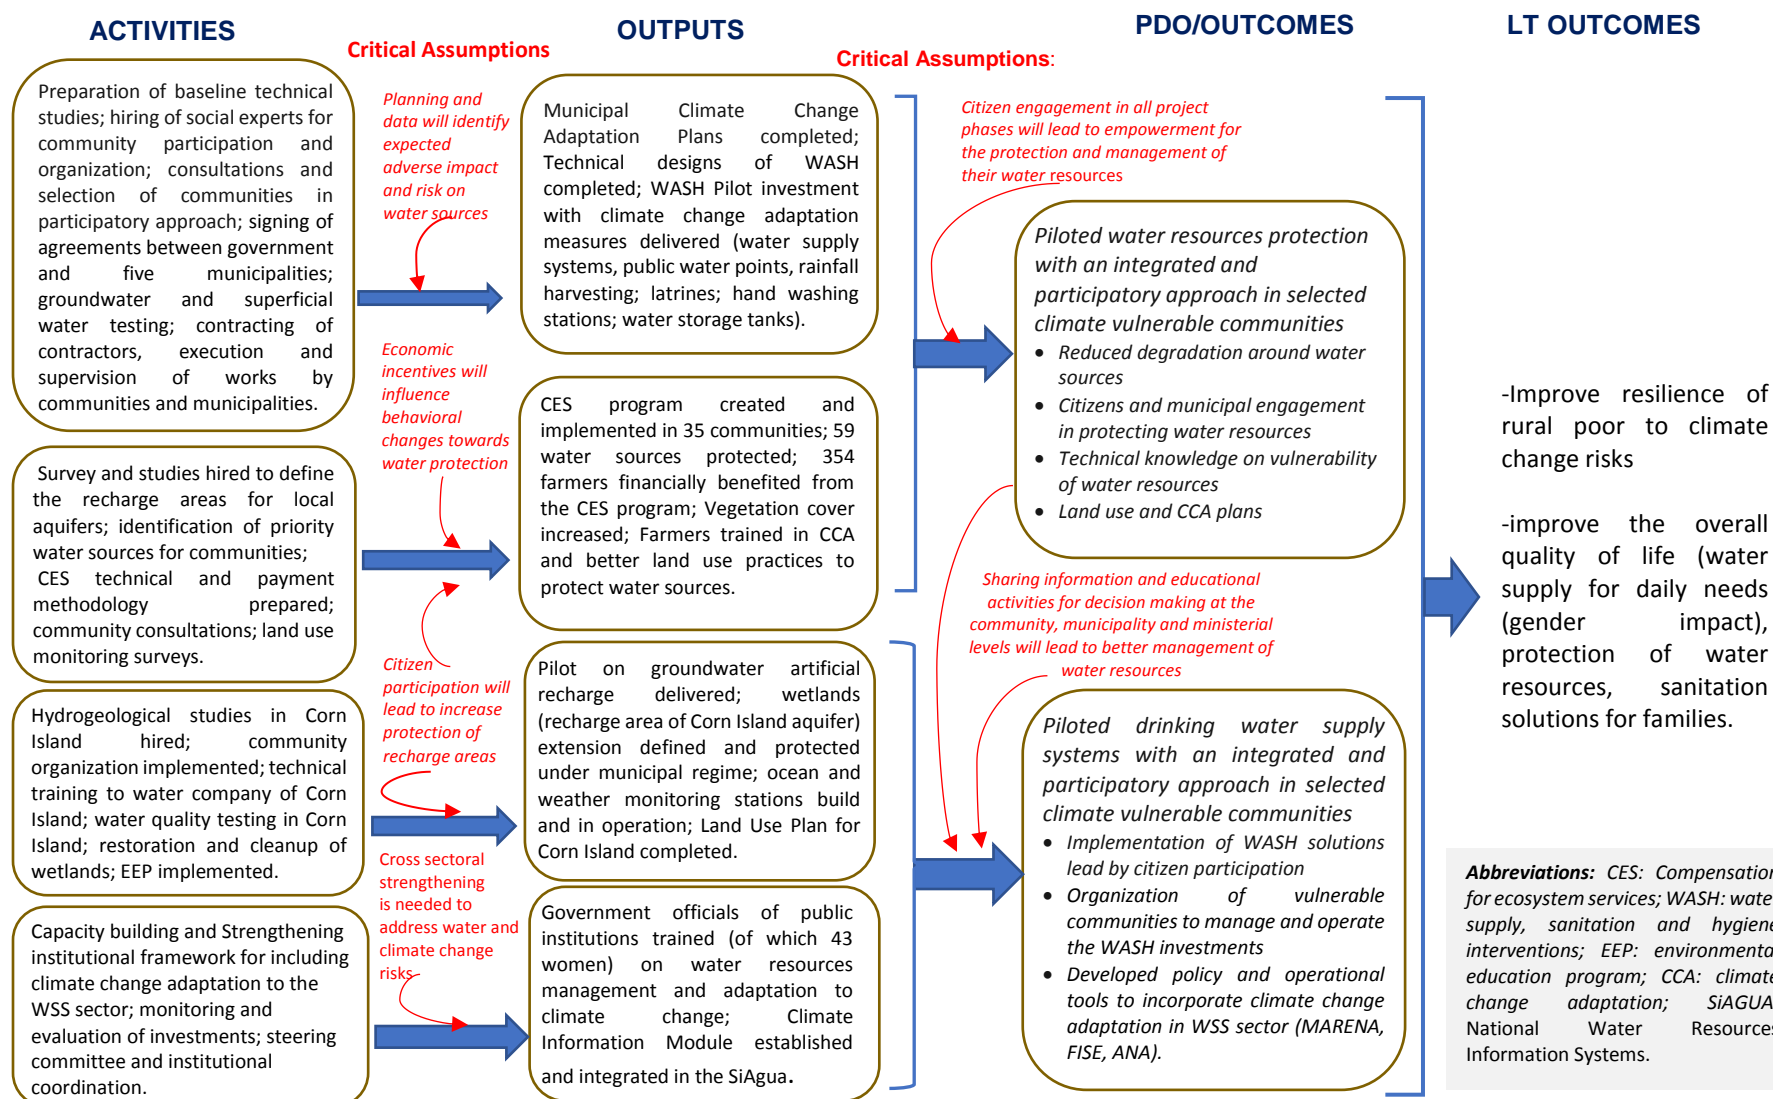 ACTIVITIES
Critical Assumptions
OUTPUTS
Critical Assumptions:
PDO/OUTCOMES
LT OUTCOMES
Preparation of baseline technical
studies; hiring of social experts for
community participation and
organization; consultations and
selection of communities in
participatory approach; signing of
agreements between government
and five municipalities;
groundwater and superficial
water testing; contracting of
contractors, execution and
supervision of works by
communities and municipalities.
Survey and studies hired to define
the recharge areas for local
aquifers; identification of priority
water sources for communities;
CES technical and payment
methodology prepared;
community consultations; land use
monitoring surveys.
Hydrogeological studies in Corn
Island hired; community
organization implemented; technical
training to water company of Corn
Island; water quality testing in Corn
Island; restoration and cleanup of
wetlands; EEP implemented.
Capacity building and Strengthening
institutional framework for including
climate change adaptation to the
WSS sector; monitoring and
evaluation of investments; steering
committee and institutional
coordination.
Planning and
data will identify
expected
adverse impact
and risk on
water sources
Economic
incentives will
influence
behavioral
changes towards
water protection
Citizen
participation will
lead to increase
protection of
recharge areas
Cross sectoral
strengthening
is needed to
address water and
climate change
risks
Municipal Climate Change
Adaptation Plans completed;
Technical designs of WASH
completed; WASH Pilot investment
with climate change adaptation
measures delivered (water supply
systems, public water points, rainfall
harvesting; latrines; hand washing
stations; water storage tanks).
CES program created and
implemented in 35 communities; 59
water sources protected; 354
farmers financially benefited from
the CES program; Vegetation cover
increased; Farmers trained in CCA
and better land use practices to
protect water sources.
Pilot on groundwater artificial
recharge delivered; wetlands
(recharge area of Corn Island aquifer)
extension defined and protected
under municipal regime; ocean and
weather monitoring stations build
and in operation; Land Use Plan for
Corn Island completed.
Government officials of public
institutions trained (of which 43
women) on water resources
management and adaptation to
climate change; Climate
Information Module established
and integrated in the SiAgua.
Citizen engagement in all project
phases will lead to empowerment for
the protection and management of
their water resources
Sharing information and educational
activities for decision making at the
community, municipality and ministerial
levels will lead to better management of
water resources
Piloted water resources protection
with an integrated and
participatory approach in selected
climate vulnerable communities
• Reduced degradation around water
sources
• Citizens and municipal engagement
in protecting water resources
• Technical knowledge on vulnerability
of water resources
• Land use and CCA plans
Piloted drinking water supply
systems with an integrated and
participatory approach in selected
climate vulnerable communities
• Implementation of WASH solutions
lead by citizen participation
• Organization of vulnerable
communities to manage and operate
the WASH investments
• Developed policy and operational
tools to incorporate climate change
adaptation in WSS sector (MARENA,
FISE, ANA).
-Improve resilience of
rural poor to climate
change risks
-improve the overall
quality of life (water
supply for daily needs
(gender impact),
protection of water
resources, sanitation
solutions for families.
Abbreviations: CES: Compensation
for ecosystem services; WASH: wate
supply, sanitation and hygiene
interventions; EEP: environmenta
education program; CCA: climate
change adaptation; SiAGUA
National Water Resources
Information Systems.